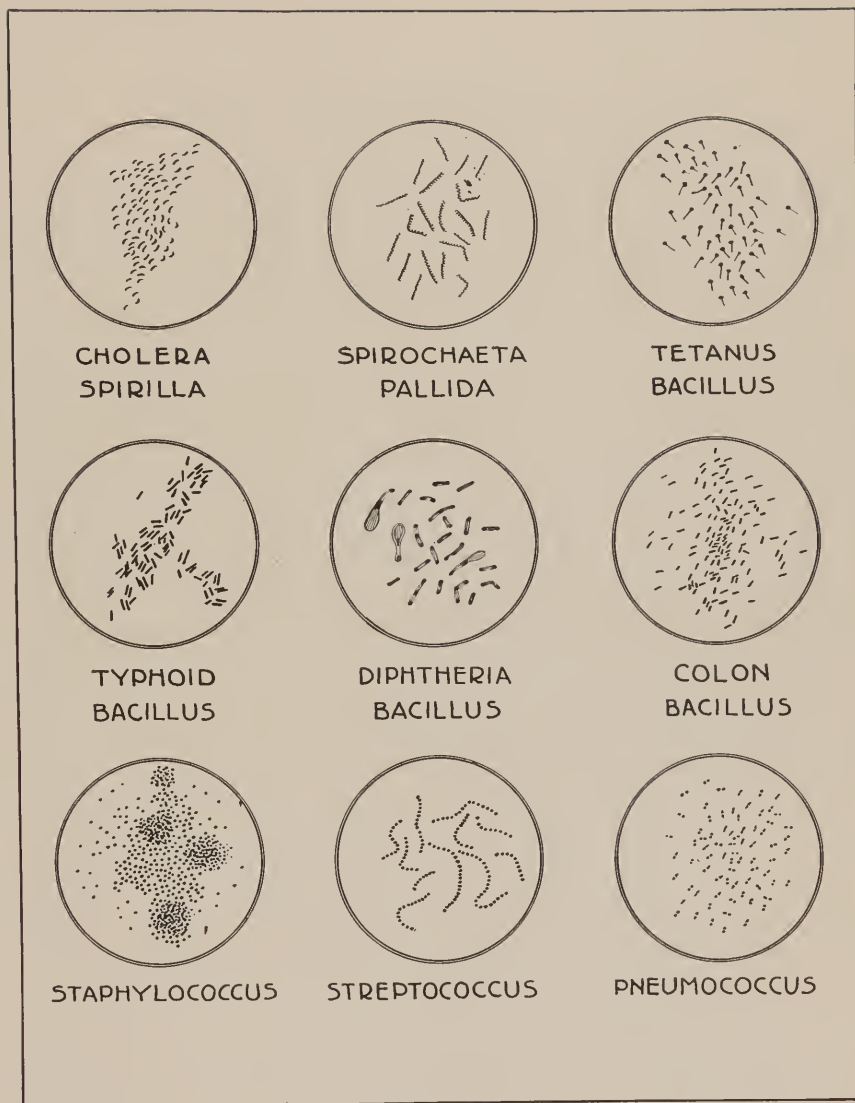 CHOLERA
SPIRILLA
SPIROCHAETA
PALLIDA
TETANUS
BACILLUS
TYPHOID
BACILLUS
DIPHTHERIA
BACILLUS
COLON
BACILLUS
STAPHYLOCOCCUS
STREPTOCOCCUS
PNEUMOCOCCUS